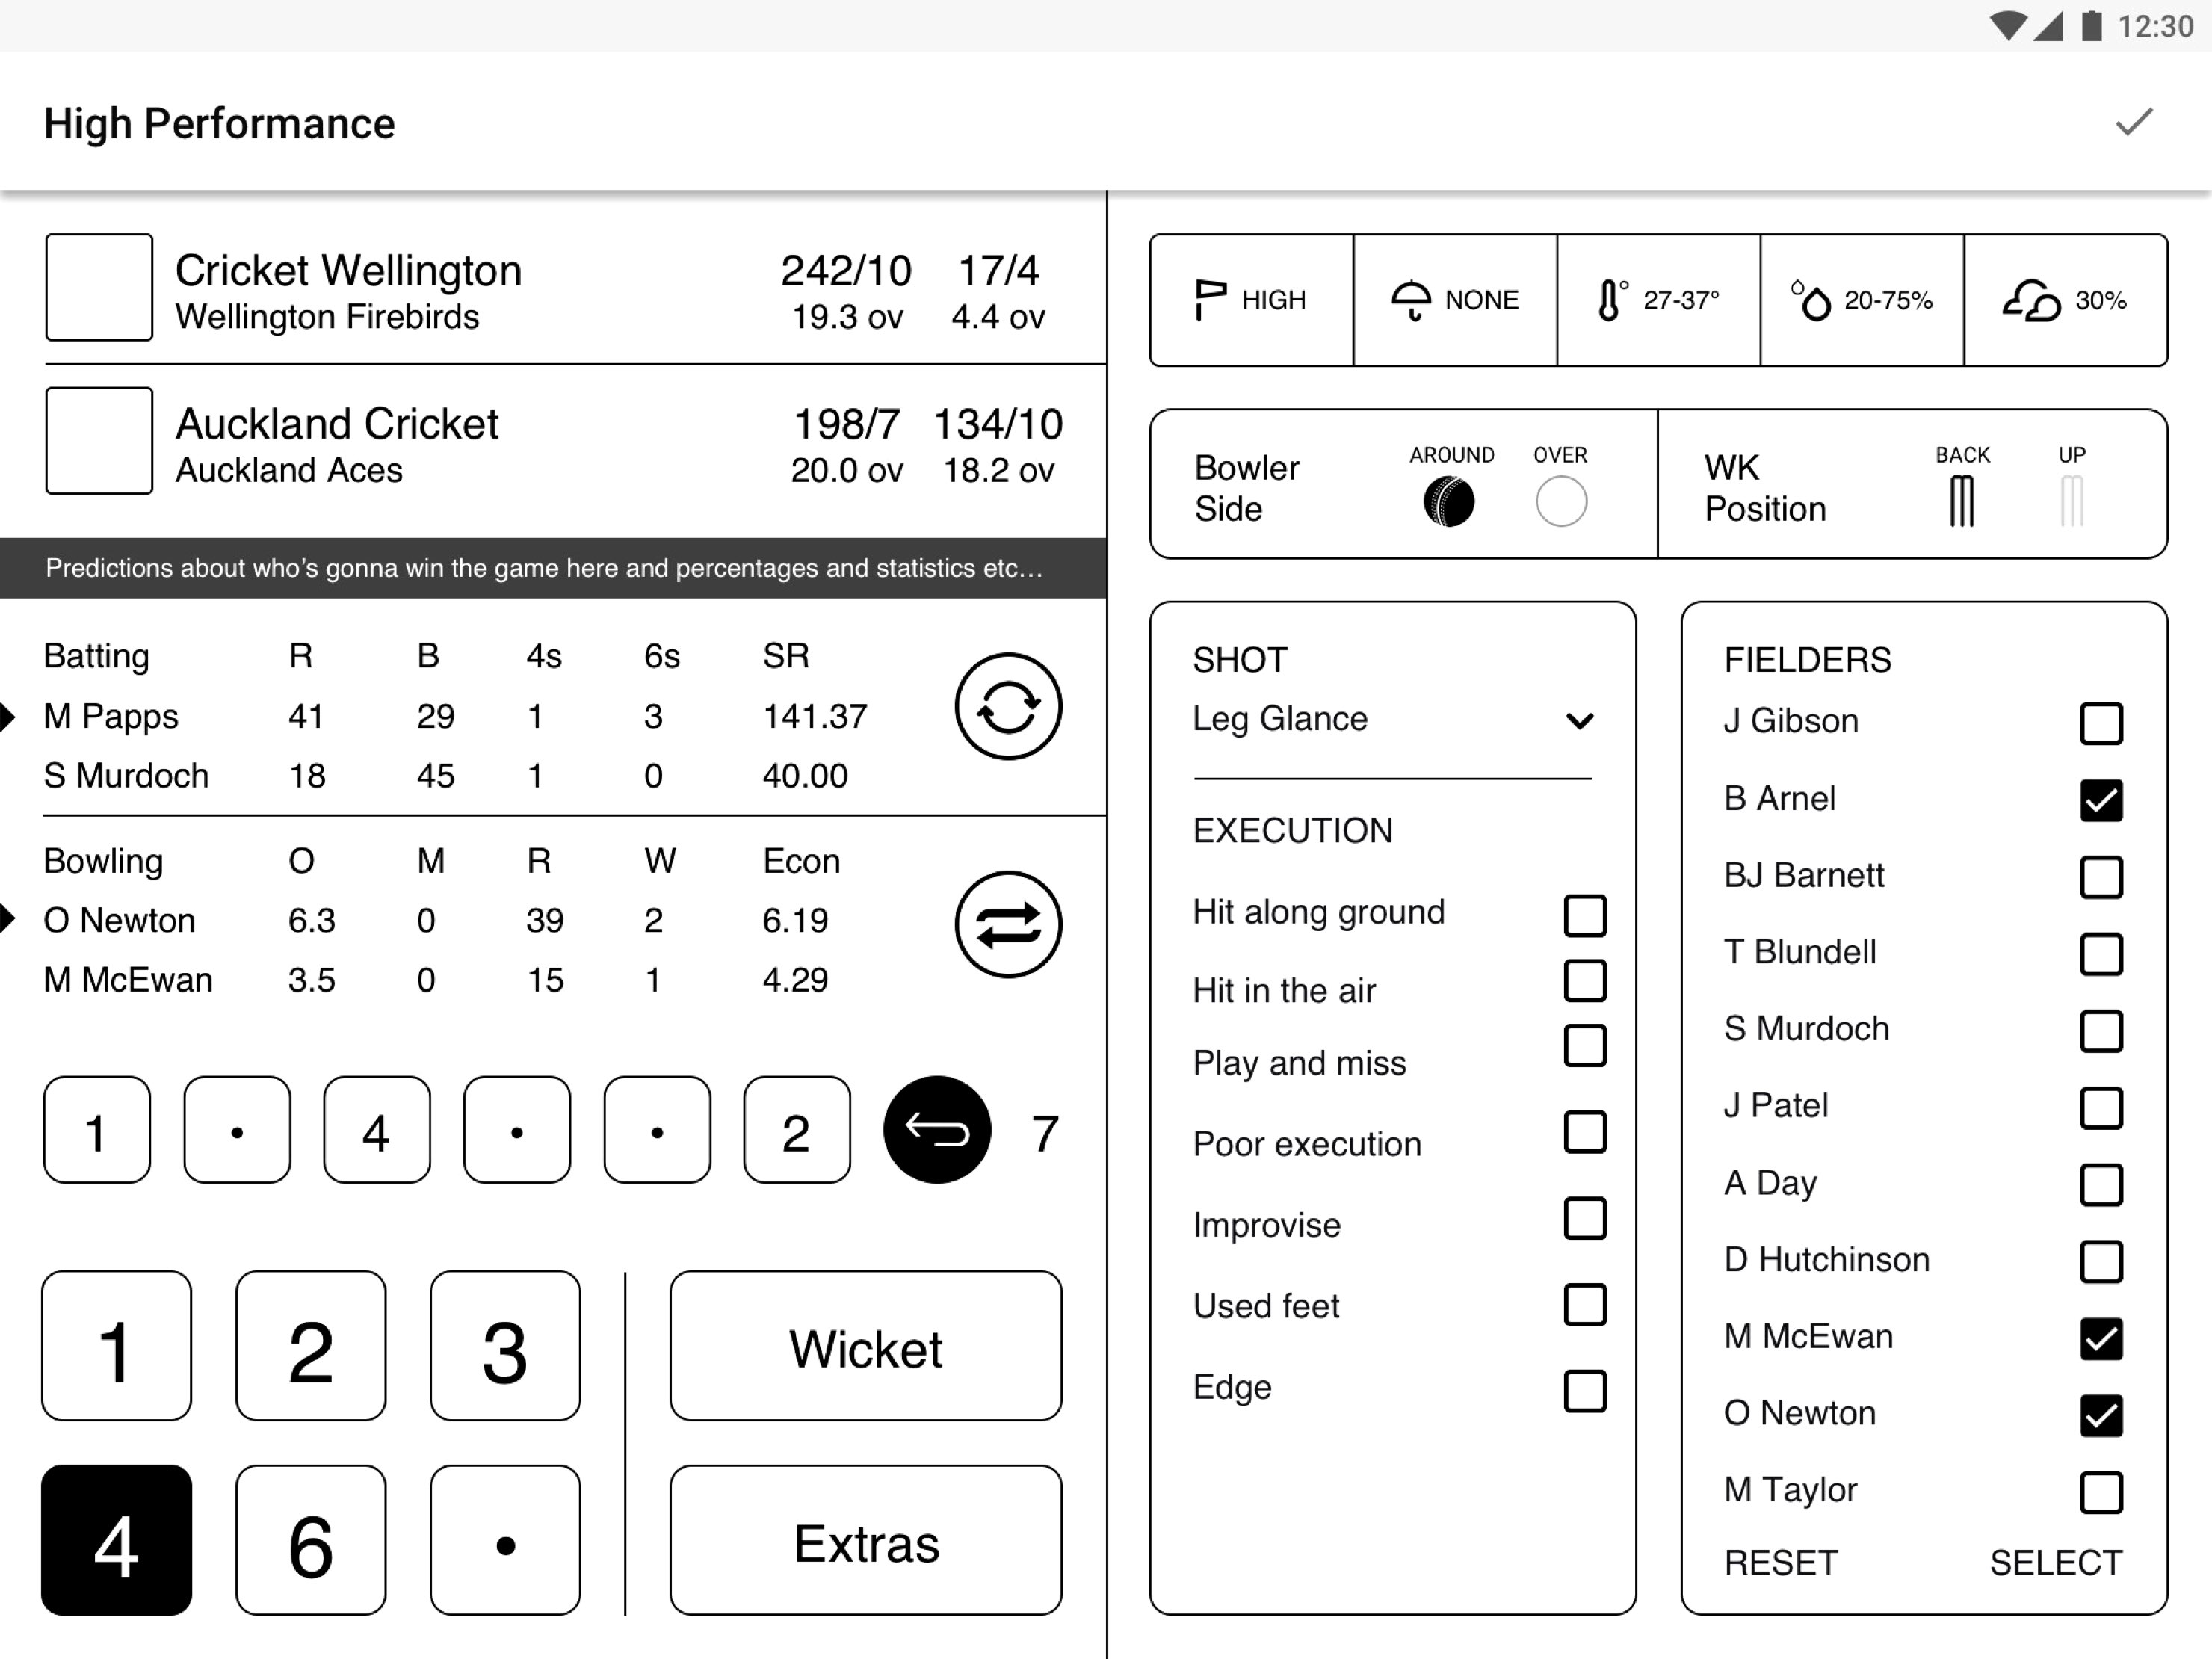 12:30
High Performance
Cricket Wellington 242/10 17/4
Wellington Firebirds 19.3 ov 4.4 ov
Auckland Cricket 198/7 134/10
Auckland Aces 20.0 ov 18.2 ov
Predictions about who’s gonna win the game here and percentages and statistics etc...
Batting R B 4s 6s SR
M Papps 41 29 1 3 141.37
S Murdoch 18 45 1 0 40.00
Bowling O M R W Econ
O Newton 6.3 0 39 2 6.19
M McEwan 3.5 0 15 1 4.29
1 • 4 • • 2 7
1 2 3 Wicket
4 6 • Extras
HIGH NONE 27-37° 20-75% 30%
Bowler Side
AROUND OVER
WK Position
BACK UP
SHOT
Leg Glance
EXECUTION
Hit along ground
Hit in the air
Play and miss
Poor execution
Improvise
Used feet
Edge
FIELDERS
J Gibson
B Arnel
BJ Barnett
T Blundell
S Murdoch
J Patel
A Day
D Hutchinson
M McEwan
O Newton
M Taylor
RESET SELECT